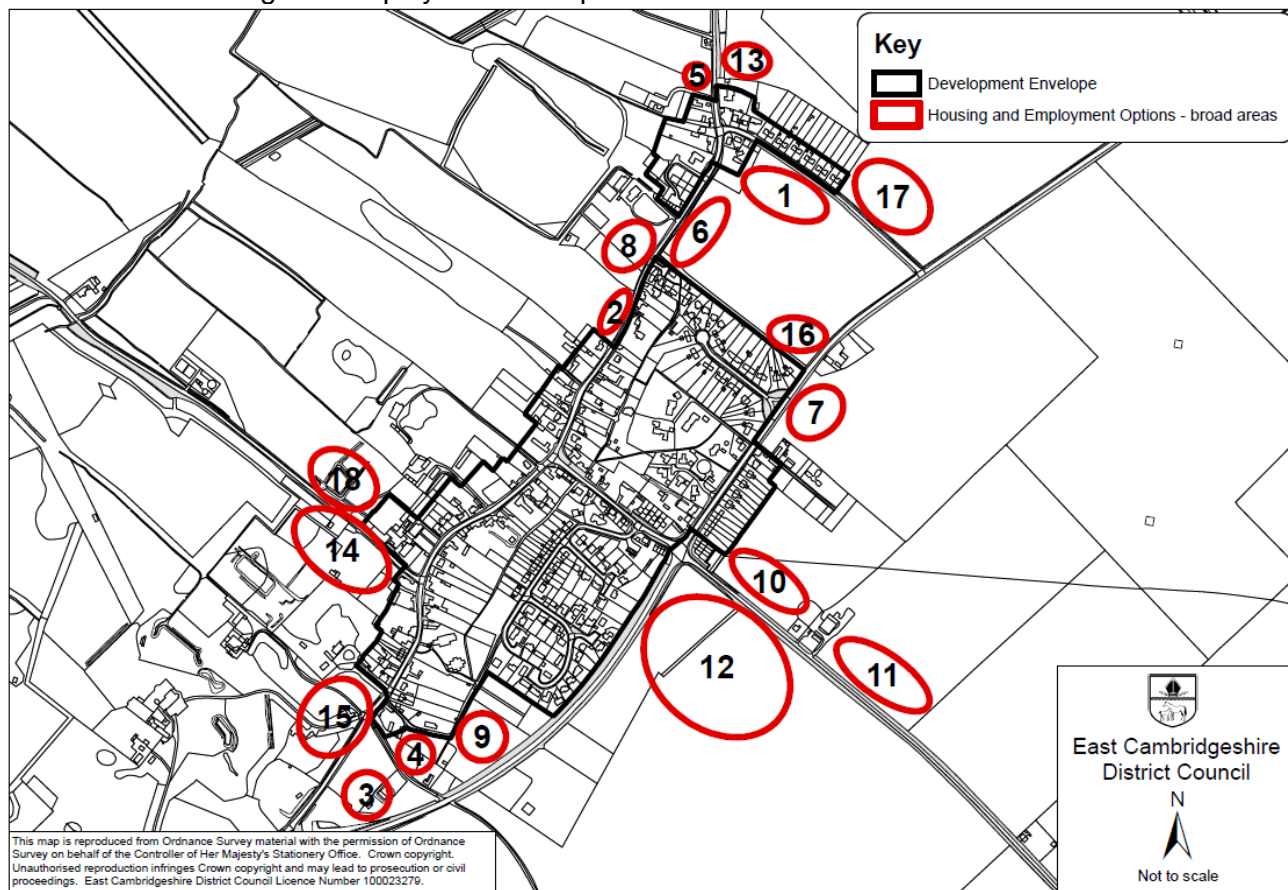 Key
Development Envelope
Housing and Employment Options - broad areas
13
5
17
1
6
8
2
16
7
18
14
10
12
11
15
9
4
3
East Cambridgeshire
District Council
N
Not to scale
This map is reproduced from Ordnance Survey material with the permission of Ordnance
Survey on behalf of the Controller of Her Majesty's Stationery Office. Crown copyright.
Unauthorised reproduction infringes Crown copyright and may lead to prosecution or civil
proceedings. East Cambridgeshire District Council Licence Number 100023279.